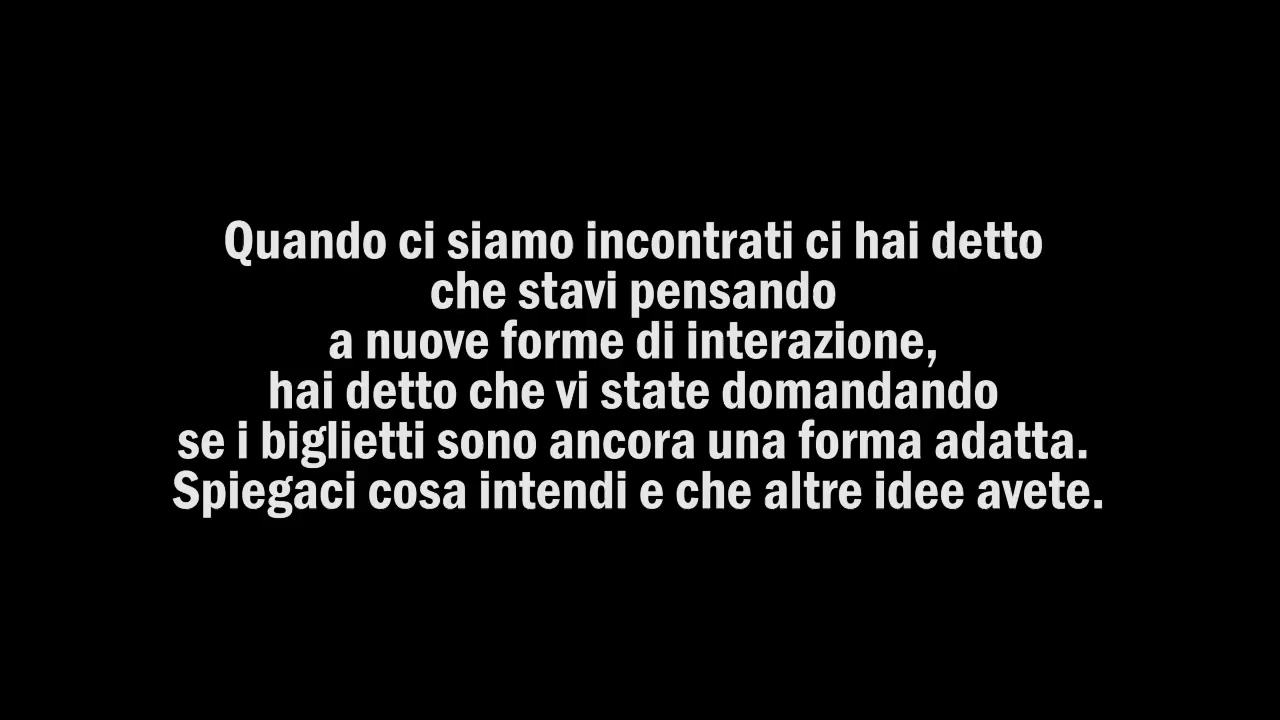 Quando ci siamo incontrati ci hai detto
che stavi pensando
a nuove forme di interazione,
hai detto che vi state domandando
se i biglietti sono ancora una forma adatta.
Spiegaci cosa intendi e che altre idee avete.